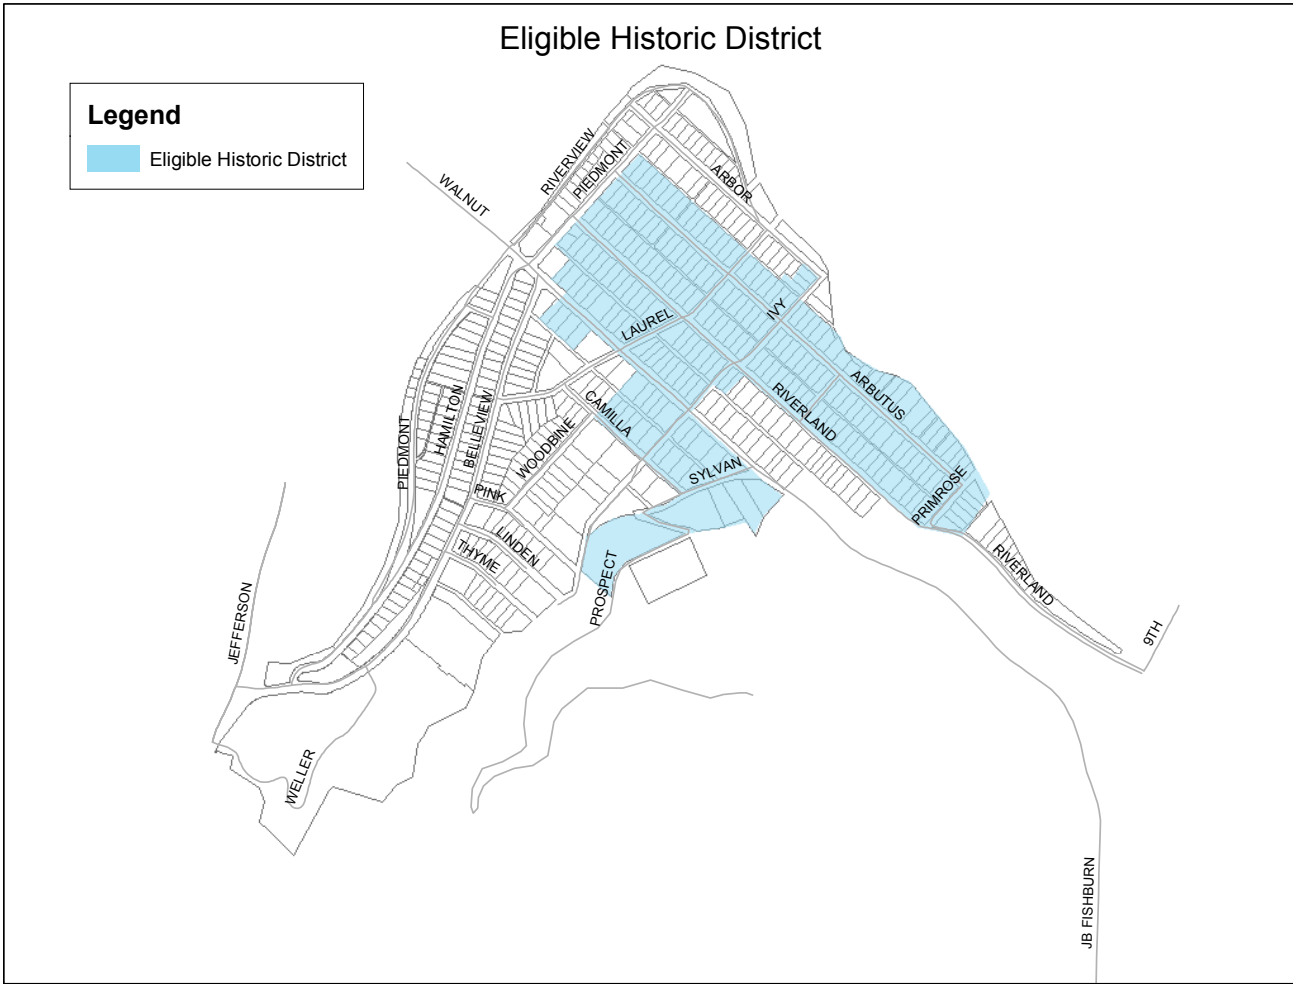 Eligible Historic District
Legend
Eligible Historic District
RIVERVIEW
PIEDMONT
ARBOR
WALNUT
LAUREL
IVY
ARBUTUS
RIVERLAND
CAMILLA
HAMILTON
BELLEVIEW
PIEDMONT
WOODBINE
SYLVAN
PINK
PRIMROSE
LINDEN
THYME
RIVERLAND
PROSPECT
JEFFERSON
9TH
WELLER
JB FISHBURN